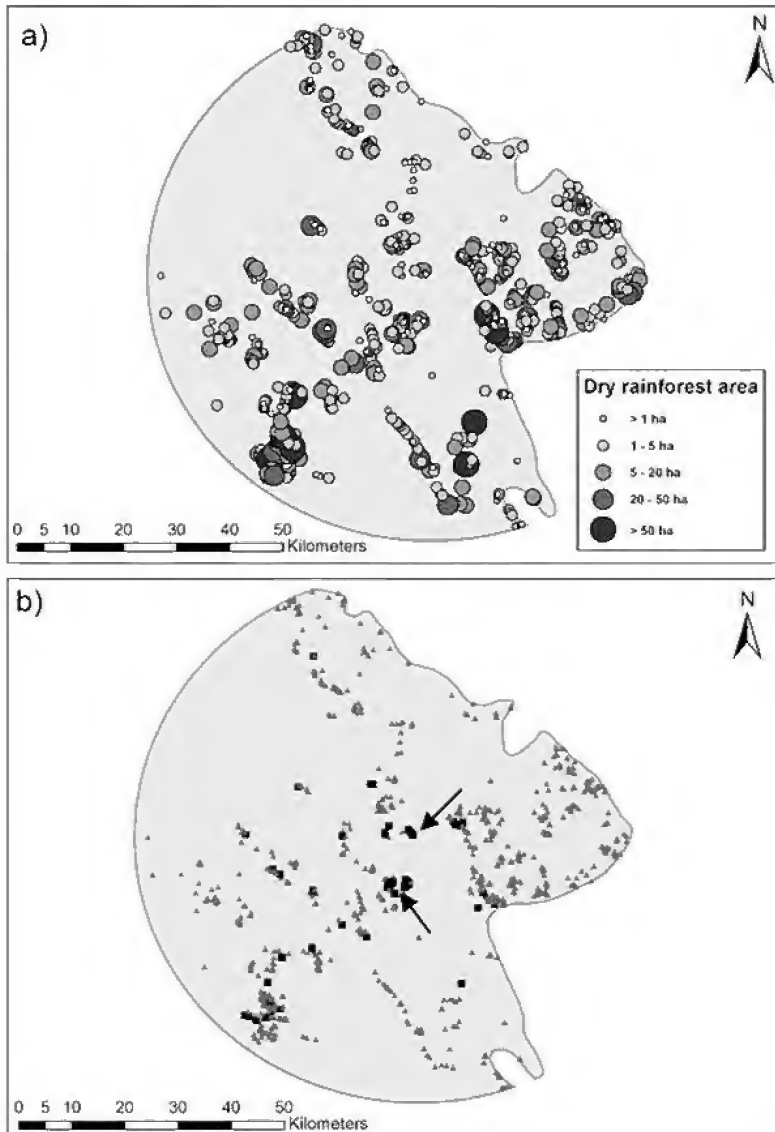 a)
N
Dry rainforest area
> 1 ha
1 - 5 ha
5 - 20 ha
20 - 50 ha
> 50 ha
0 5 10 20 30 40 50
Kilometers
b)
N
0 5 10 20 30 40 50
Kilometers